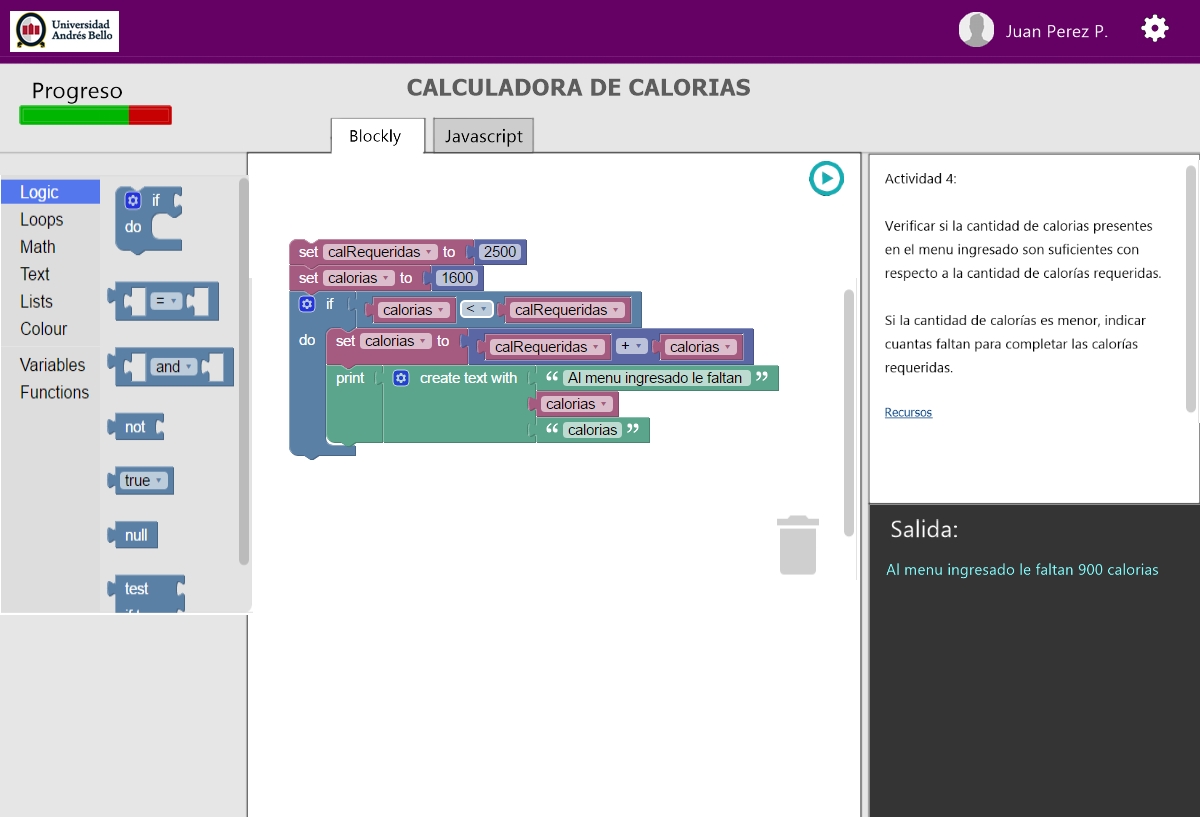 Universidad
Andrés Bello
Juan Perez P.
Progreso
CALCULADORA DE CALORIAS
Blockly
Javascript
Logic
Loops
Math
Text
Lists
Colour
Variables
Functions
if
do
=
and
not
true
null
test
set calRequeridas to 2500
set calorias to 1600
if calorias < calRequeridas
do set calorias to calRequeridas + calorias
print create text with “ Al menu ingresado le faltan ”
calorias
“ calorias ”
Actividad 4:
Verificar si la cantidad de calorias presentes
en el menu ingresado son suficientes con
respecto a la cantidad de calorías requeridas.
Si la cantidad de calorías es menor, indicar
cuantas faltan para completar las calorías
requeridas.
Recursos
Salida:
Al menu ingresado le faltan 900 calorias